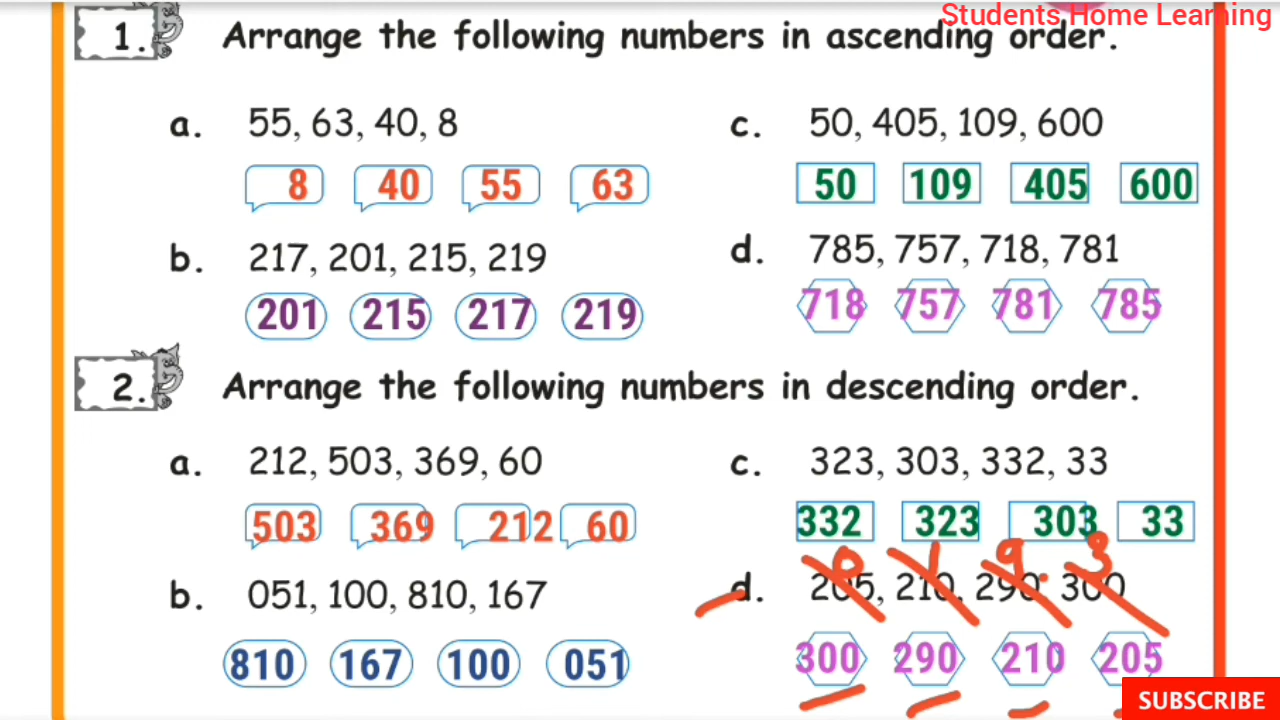 Students Home Learning
1. Arrange the following numbers in ascending order.
a. 55, 63, 40, 8
8 40 55 63
b. 217, 201, 215, 219
201 215 217 219
c. 50, 405, 109, 600
50 109 405 600
d. 785, 757, 718, 781
718 757 781 785
2. Arrange the following numbers in descending order.
a. 212, 503, 369, 60
503 369 212 60
b. 051, 100, 810, 167
810 167 100 051
c. 323, 303, 332, 33
332 323 303 33
0 1 9 3
d. 205, 210, 290, 300
300 290 210 205
SUBSCRIBE